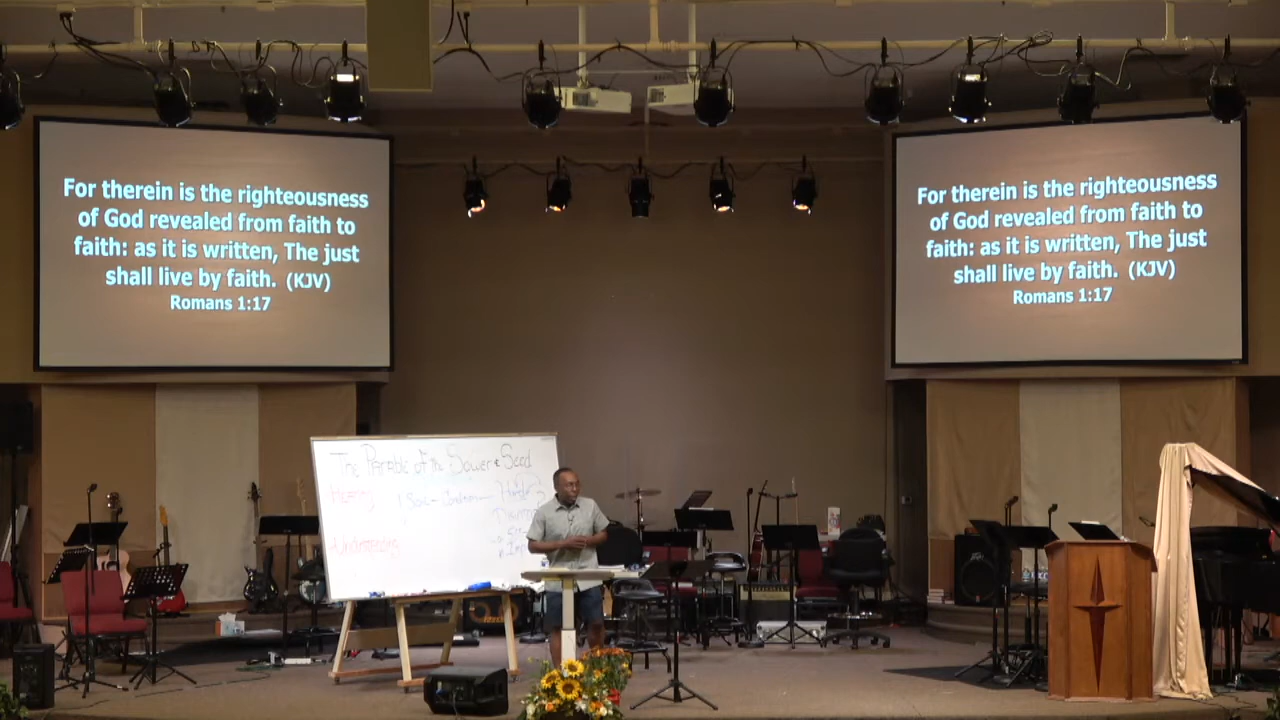 For therein is the righteousness
of God revealed from faith to
faith: as it is written, The just
shall live by faith. (KJV)
Romans 1:17
For therein is the righteousness
of God revealed from faith to
faith: as it is written, The just
shall live by faith. (KJV)
Romans 1:17
The Parable of the Sower & Seed
Hearing
Understanding
PEAVEY